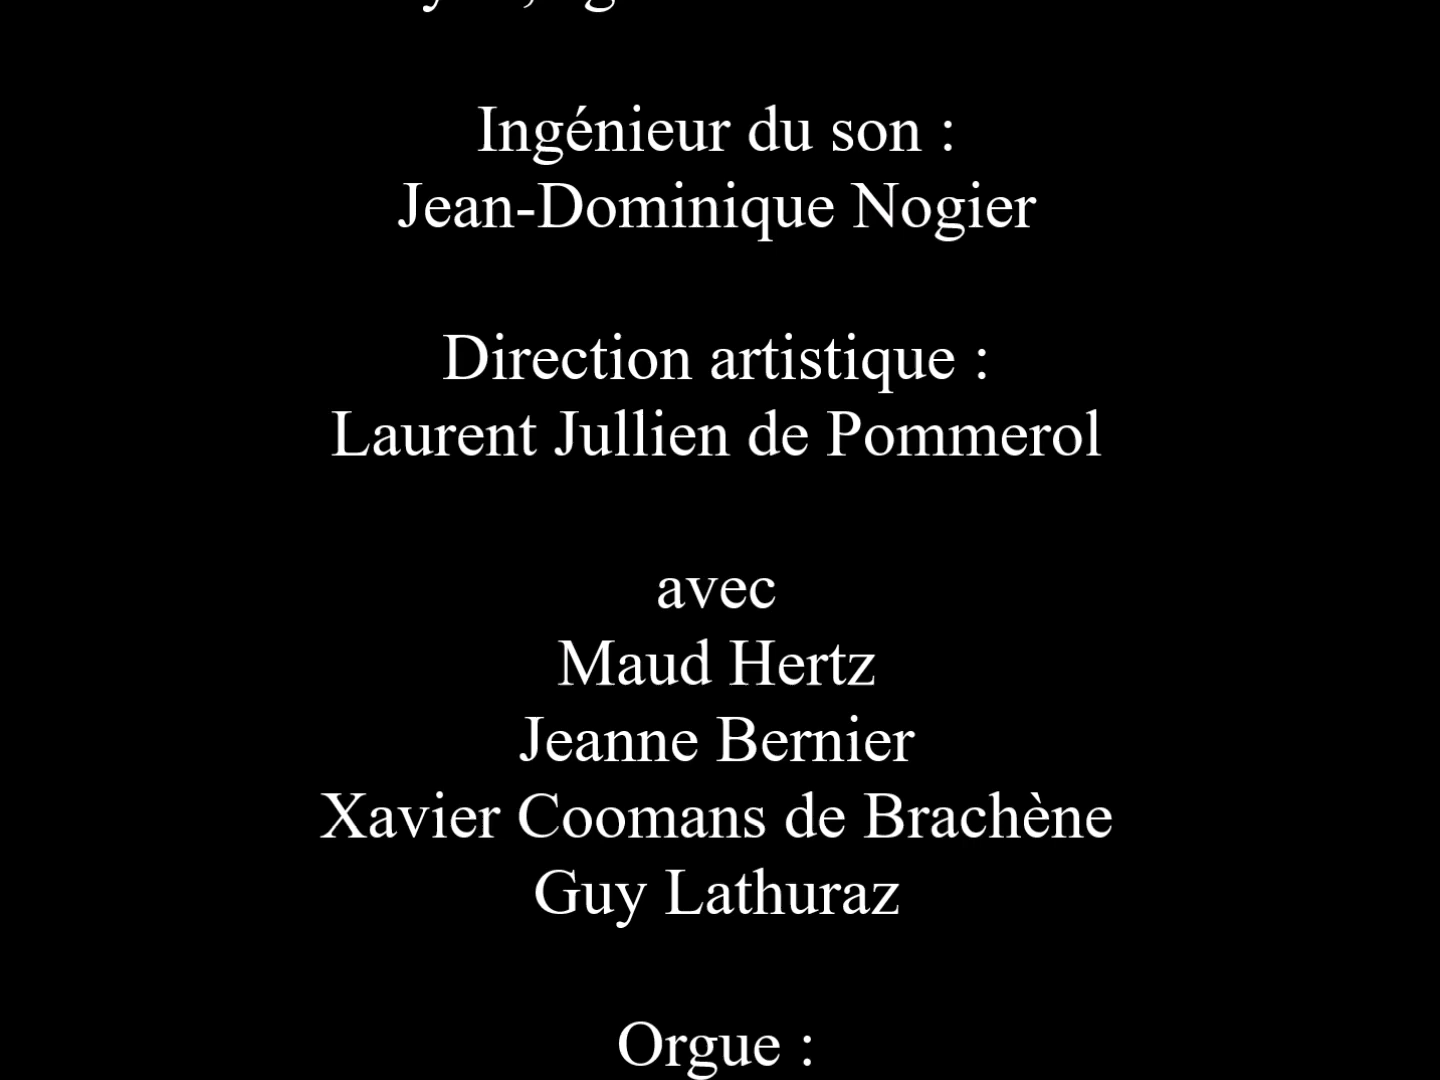 Ingénieur du son :
Jean-Dominique Nogier
Direction artistique :
Laurent Jullien de Pommerol
avec
Maud Hertz
Jeanne Bernier
Xavier Coomans de Brachène
Guy Lathuraz
Orgue :